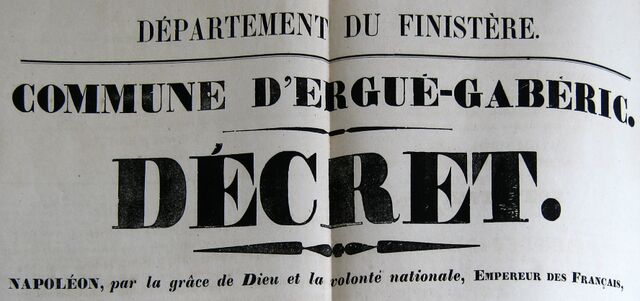 DÉPARTEMENT DU FINISTÈRE.
COMMUNE D'ERGUÉ-GABÉRIC.
DÉCRET.
NAPOLÉON, par la grâce de Dieu et la volonté nationale, EMPEREUR DES FRANÇAIS,